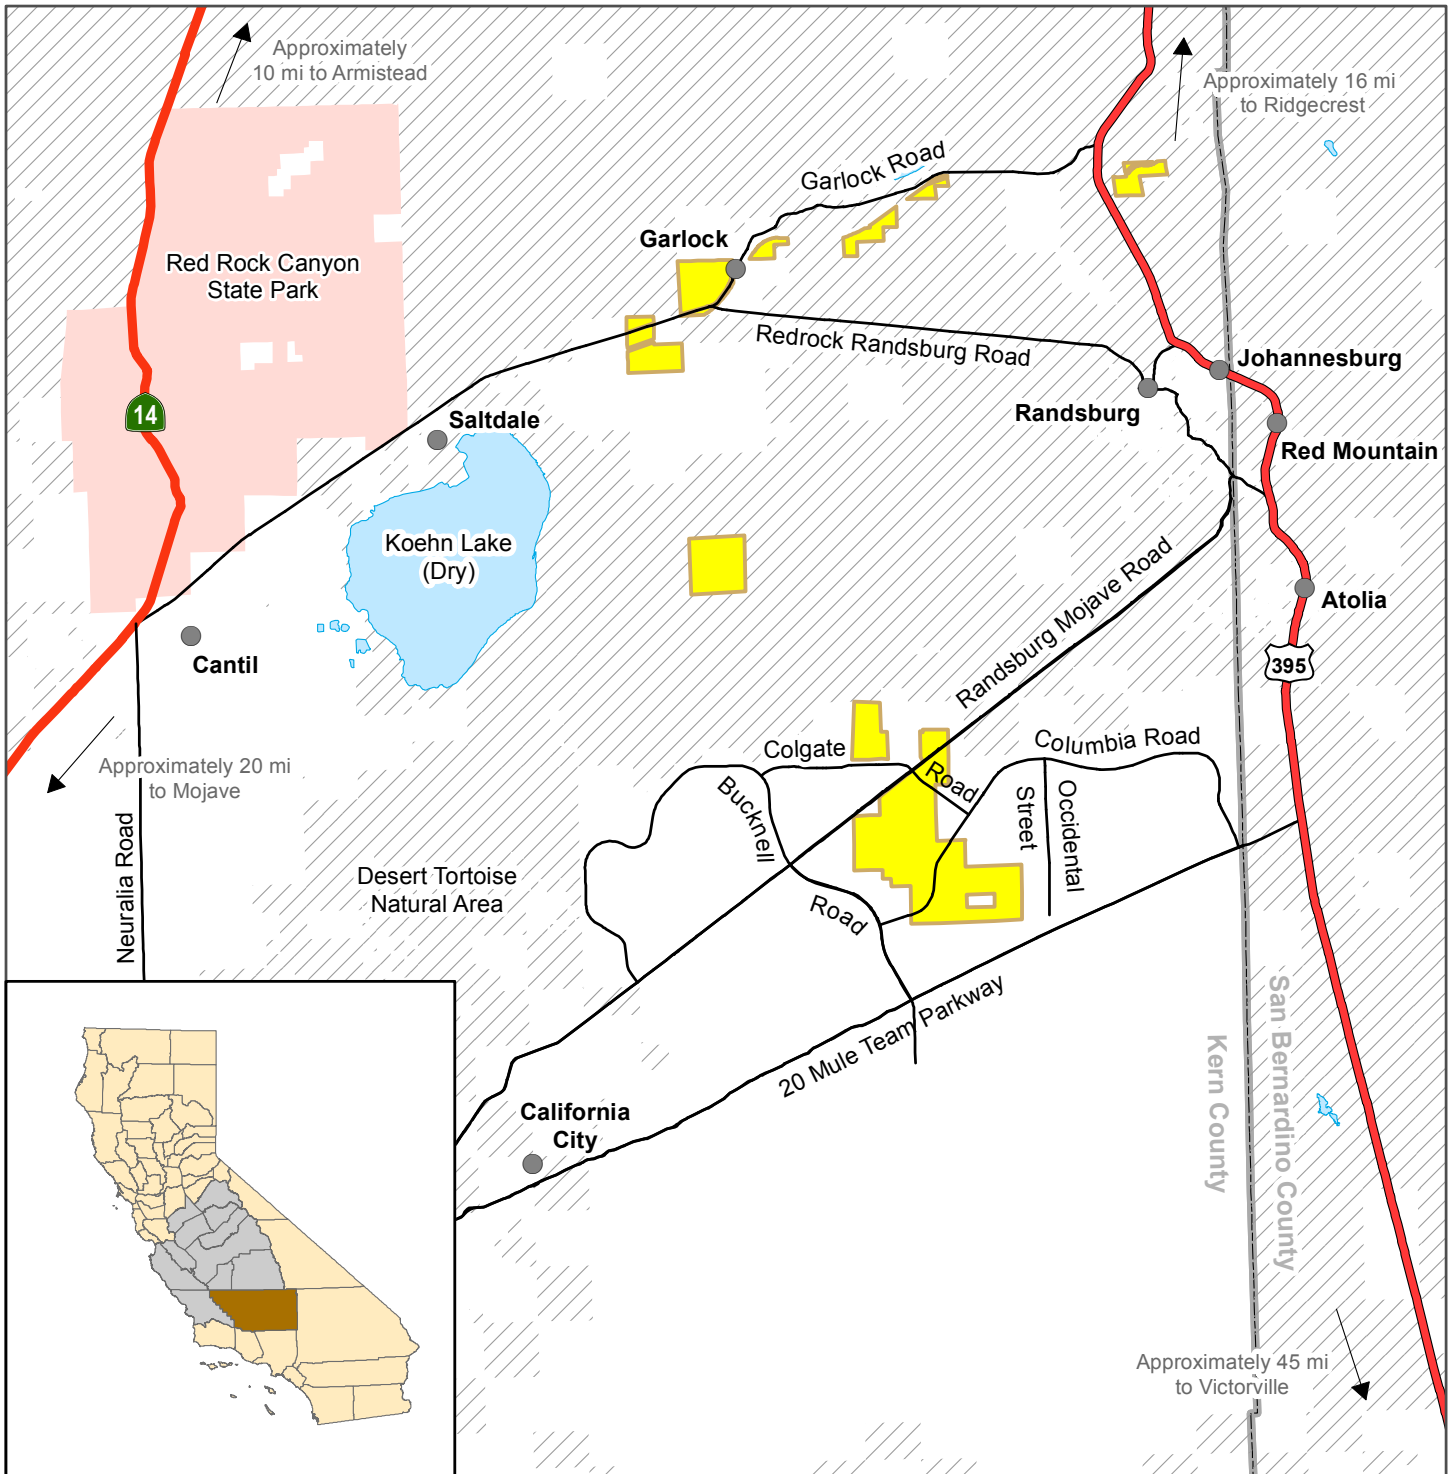 Approximately
10 mi to Armistead
Approximately 16 mi
to Ridgecrest
Garlock Road
Garlock
Red Rock Canyon
State Park
Redrock Randsburg Road
Johannesburg
14
Saltdale
Randsburg
Red Mountain
Koehn Lake
(Dry)
Randsburg Mojave Road
Atolia
Cantil
395
Approximately 20 mi
to Mojave
Colgate
Road
Columbia Road
Bucknell
Road
Street
Occidental
Neuralia Road
Desert Tortoise
Natural Area
20 Mule Team Parkway
Kern County
San Bernardino County
California
City
Approximately 45 mi
to Victorville